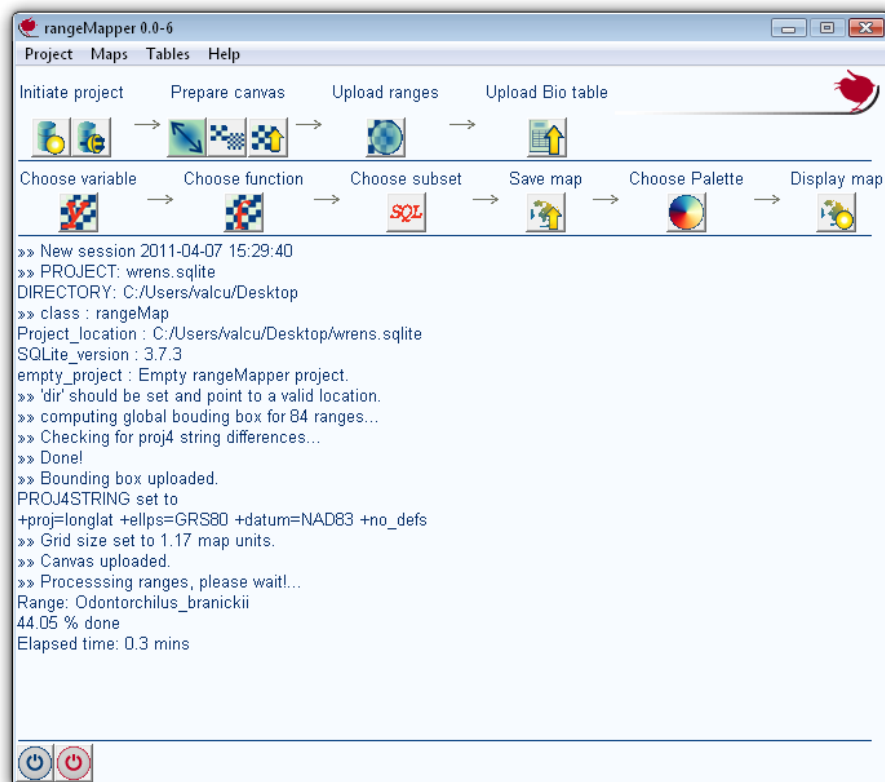 rangeMapper 0.0-6
Project Maps Tables Help
Initiate project Prepare canvas Upload ranges Upload Bio table
Choose variable Choose function Choose subset Save map Choose Palette Display map
y f SQL
»» New session 2011-04-07 15:29:40
»» PROJECT: wrens.sqlite
DIRECTORY: C:/Users/valcu/Desktop
»» class : rangeMap
Project_location : C:/Users/valcu/Desktop/wrens.sqlite
SQLite_version : 3.7.3
empty_project : Empty rangeMapper project.
»» 'dir' should be set and point to a valid location.
»» computing global bouding box for 84 ranges...
»» Checking for proj4 string differences...
»» Done!
»» Bounding box uploaded.
PROJ4STRING set to
+proj=longlat +ellps=GRS80 +datum=NAD83 +no_defs
»» Grid size set to 1.17 map units.
»» Canvas uploaded.
»» Processsing ranges, please wait!...
Range: Odontorchilus_branickii
44.05 % done
Elapsed time: 0.3 mins